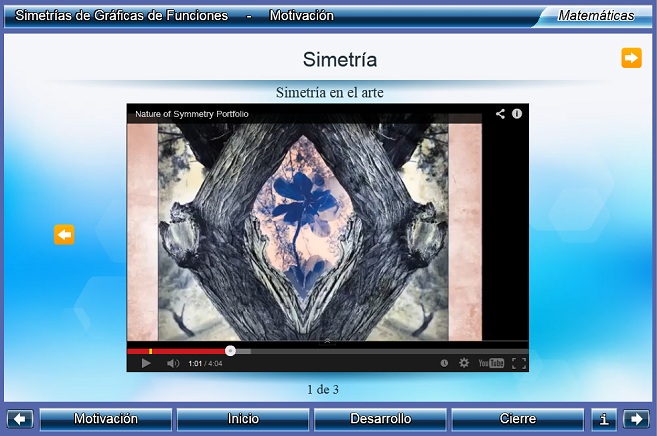 Simetrías de Gráficas de Funciones - Motivación
Matemáticas
Simetría
Simetría en el arte
Nature of Symmetry Portfolio
1:01 / 4:04
YouTube
1 de 3
Motivación
Inicio
Desarrollo
Cierre
i